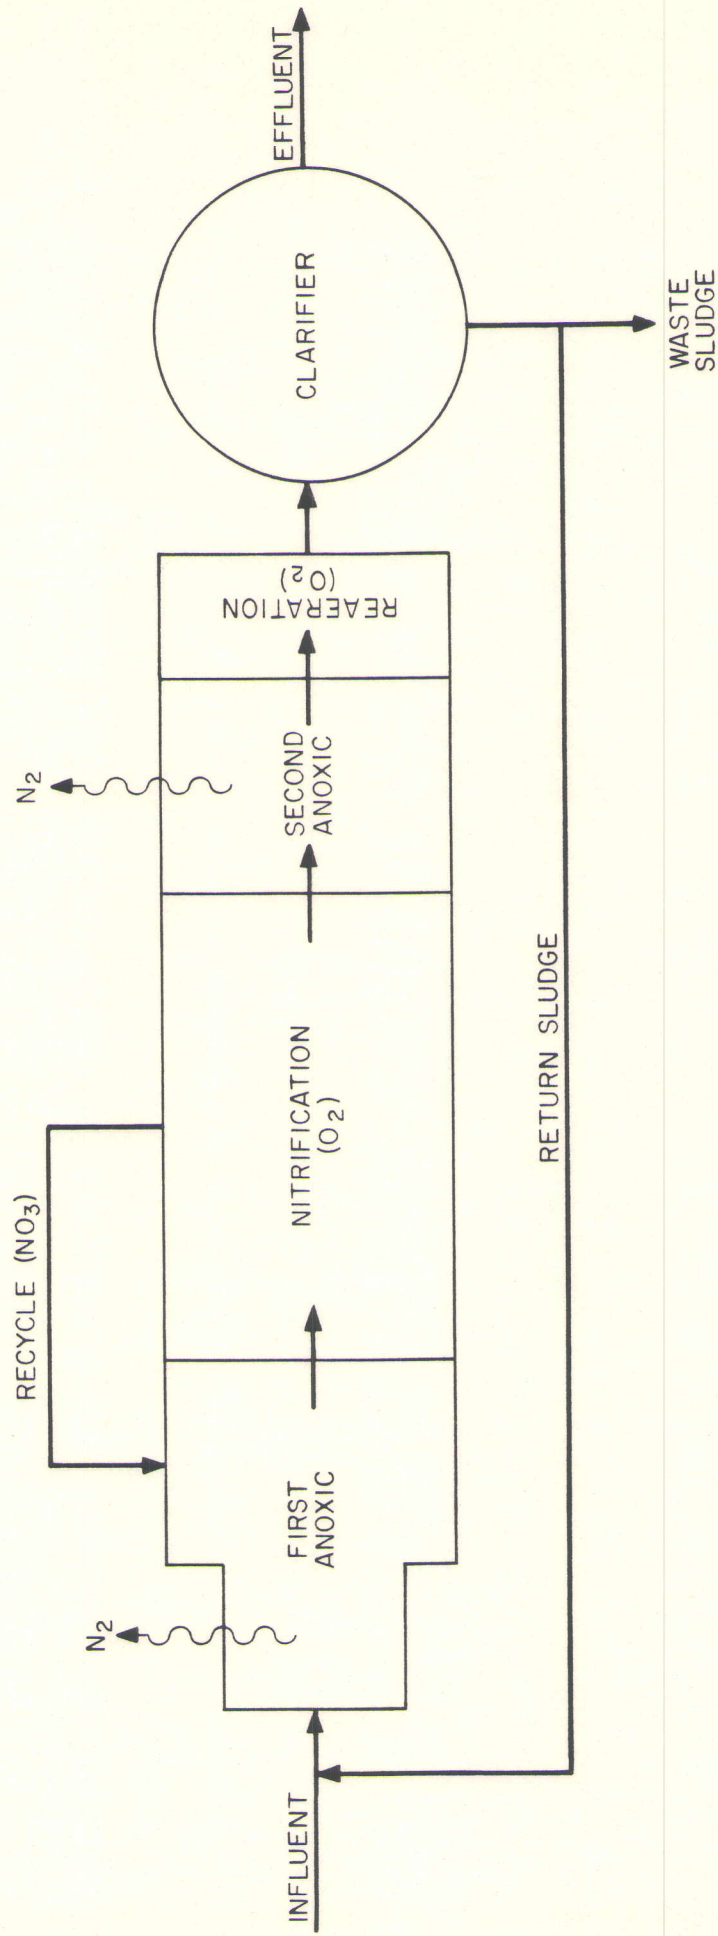 RECYCLE (NO3)
N2
N2
INFLUENT
FIRST
ANOXIC
NITRIFICATION
(O2)
SECOND
ANOXIC
REAERATION
(O2)
CLARIFIER
EFFLUENT
RETURN SLUDGE
WASTE
SLUDGE